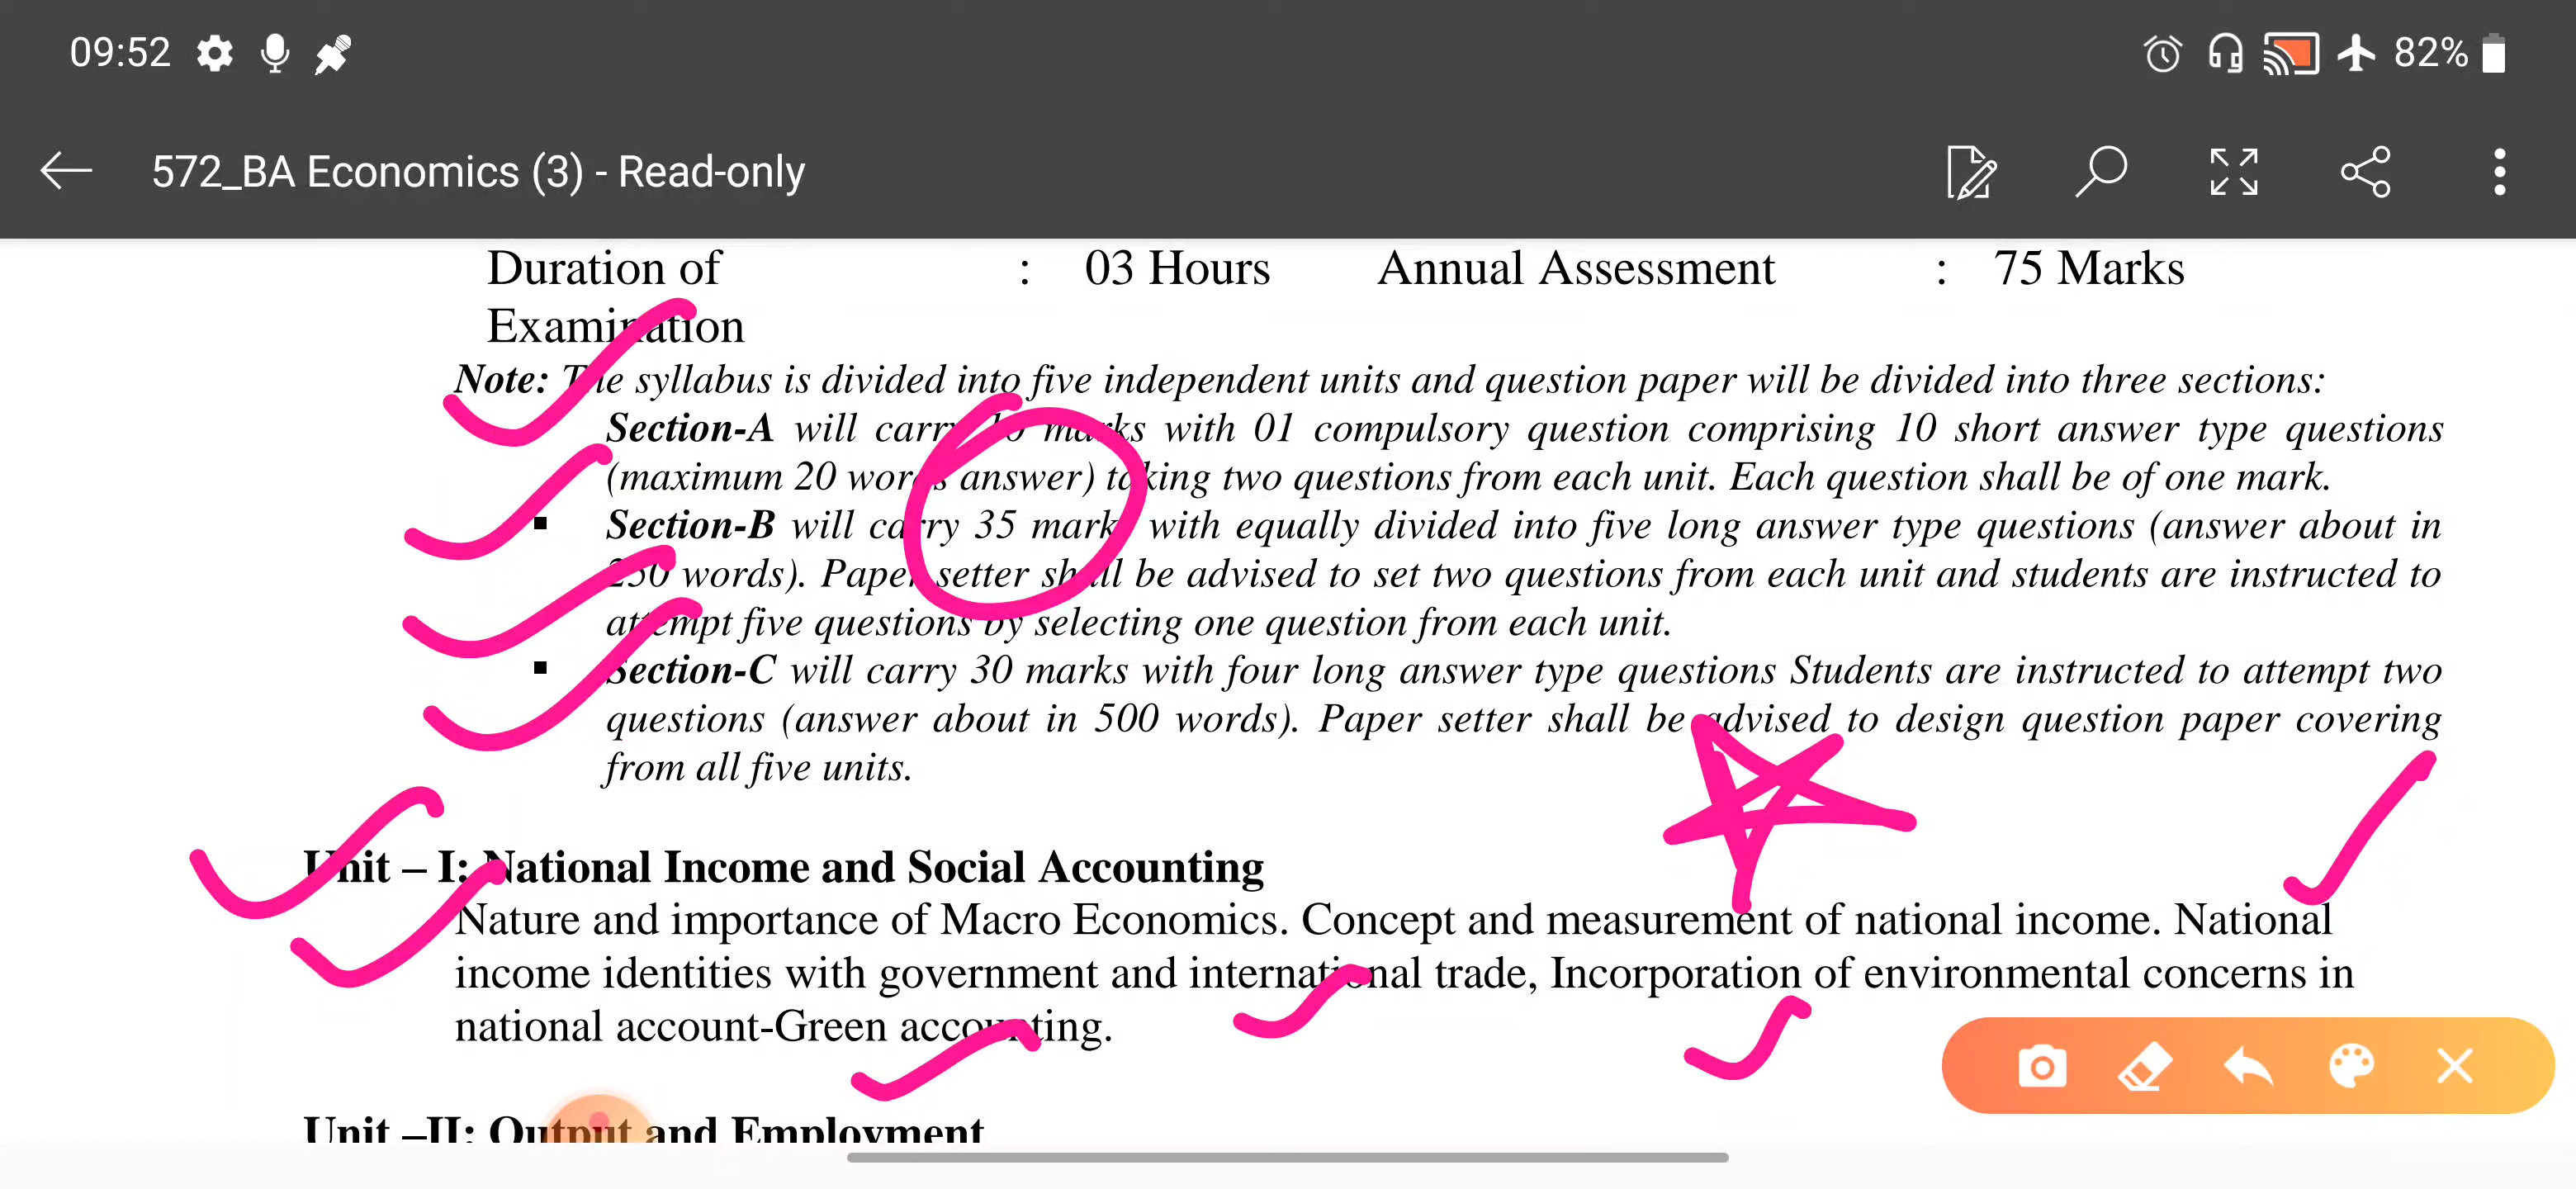 09:52 82%
572_BA Economics (3) - Read-only
Duration of : 03 Hours Annual Assessment : 75 Marks
Examination
Note: The syllabus is divided into five independent units and question paper will be divided into three sections:
Section-A will carry 10 marks with 01 compulsory question comprising 10 short answer type questions
(maximum 20 words answer) taking two questions from each unit. Each question shall be of one mark.
▪ Section-B will carry 35 marks with equally divided into five long answer type questions (answer about in
250 words). Paper setter shall be advised to set two questions from each unit and students are instructed to
attempt five questions by selecting one question from each unit.
▪ Section-C will carry 30 marks with four long answer type questions Students are instructed to attempt two
questions (answer about in 500 words). Paper setter shall be advised to design question paper covering
from all five units.
Unit – I: National Income and Social Accounting
Nature and importance of Macro Economics. Concept and measurement of national income. National
income identities with government and international trade, Incorporation of environmental concerns in
national account-Green accounting.
Unit –II: Output and Employment